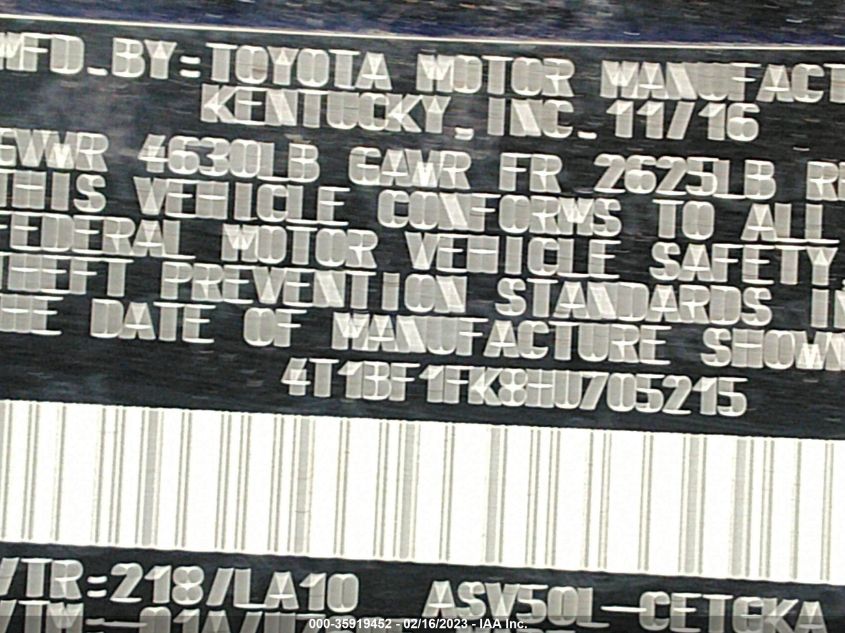 MFD.BY:TOYOTA MOTOR MANUFACT
KENTUCKY, INC. 11/16
GVWR 4630LB GAWR FR 2625LB RR
THIS VEHICLE CONFORMS TO ALL
FEDERAL MOTOR VEHICLE SAFETY
THEFT PREVENTION STANDARDS IN
THE DATE OF MANUFACTURE SHOWN
4T1BF1FK8HU705215
/TR:218/LA10 ASV50L-CETGKA
000-35919452 - 02/16/2023 - IAA Inc.